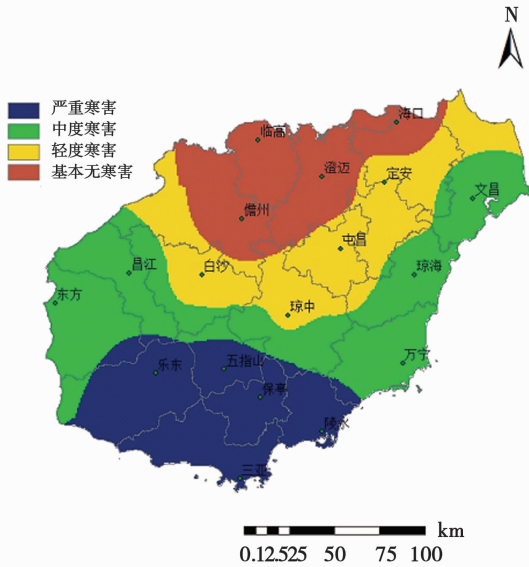 N
严重寒害
中度寒害
轻度寒害
基本无寒害
海口
临高
澄迈
定安
文昌
儋州
屯昌
白沙
琼海
昌江
东方
琼中
万宁
乐东
五指山
保亭
陵水
三亚
km
0.12.525 50 75 100